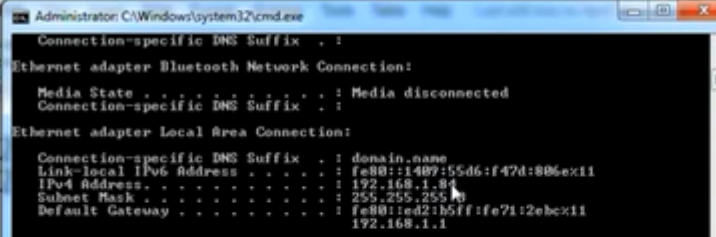 Administrator: C:\Windows\system32\cmd.exe
Connection-specific DNS Suffix . :
Ethernet adapter Bluetooth Network Connection:
Media State . . . . . . . . . . . : Media disconnected
Connection-specific DNS Suffix . :
Ethernet adapter Local Area Connection:
Connection-specific DNS Suffix . : domain.name
Link-local IPv6 Address . . . . . : fe80::1409:55d6:f47d:806e%11
IPv4 Address. . . . . . . . . . . : 192.168.1.84
Subnet Mask . . . . . . . . . . . : 255.255.255
Default Gateway . . . . . . . . . : fe80::ed2:b5ff:fe71:2ebc%11
192.168.1.1